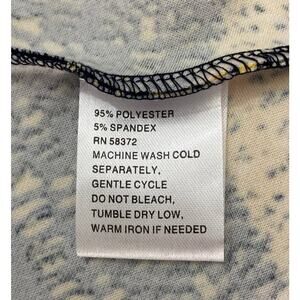 95% POLYESTER
5% SPANDEX
RN 58372
MACHINE WASH COLD
SEPARATELY,
GENTLE CYCLE
DO NOT BLEACH,
TUMBLE DRY LOW,
WARM IRON IF NEEDED